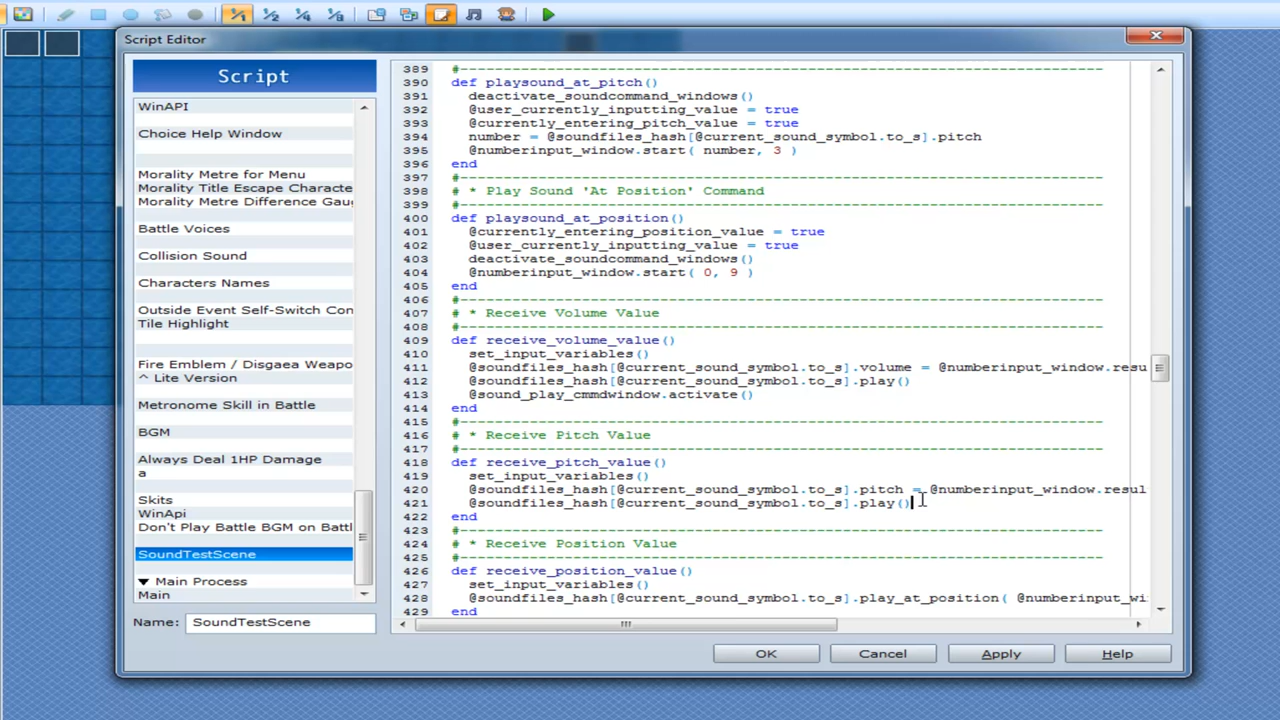 Script Editor
Script
WinAPI
Choice Help Window
Morality Metre for Menu
Morality Title Escape Characte
Morality Metre Difference Gau
Battle Voices
Collision Sound
Characters Names
Outside Event Self-Switch Con
Tile Highlight
Fire Emblem / Disgaea Weapo
^ Lite Version
Metronome Skill in Battle
BGM
Always Deal 1HP Damage
a
Skits
WinApi
Don't Play Battle BGM on Battl
SoundTestScene
▼ Main Process
Main
Name: SoundTestScene
389 #--------------------------------------------------------------------------
390 def playsound_at_pitch()
391 deactivate_soundcommand_windows()
392 @user_currently_inputting_value = true
393 @currently_entering_pitch_value = true
394 number = @soundfiles_hash[@current_sound_symbol.to_s].pitch
395 @numberinput_window.start( number, 3 )
396 end
397 #--------------------------------------------------------------------------
398 # * Play Sound 'At Position' Command
399 #--------------------------------------------------------------------------
400 def playsound_at_position()
401 @currently_entering_position_value = true
402 @user_currently_inputting_value = true
403 deactivate_soundcommand_windows()
404 @numberinput_window.start( 0, 9 )
405 end
406 #--------------------------------------------------------------------------
407 # * Receive Volume Value
408 #--------------------------------------------------------------------------
409 def receive_volume_value()
410 set_input_variables()
411 @soundfiles_hash[@current_sound_symbol.to_s].volume = @numberinput_window.resu
412 @soundfiles_hash[@current_sound_symbol.to_s].play()
413 @sound_play_cmmdwindow.activate()
414 end
415 #--------------------------------------------------------------------------
416 # * Receive Pitch Value
417 #--------------------------------------------------------------------------
418 def receive_pitch_value()
419 set_input_variables()
420 @soundfiles_hash[@current_sound_symbol.to_s].pitch = @numberinput_window.resul
421 @soundfiles_hash[@current_sound_symbol.to_s].play()
422 end
423 #--------------------------------------------------------------------------
424 # * Receive Position Value
425 #--------------------------------------------------------------------------
426 def receive_position_value()
427 set_input_variables()
428 @soundfiles_hash[@current_sound_symbol.to_s].play_at_position( @numberinput_wi
429 end
OK
Cancel
Apply
Help